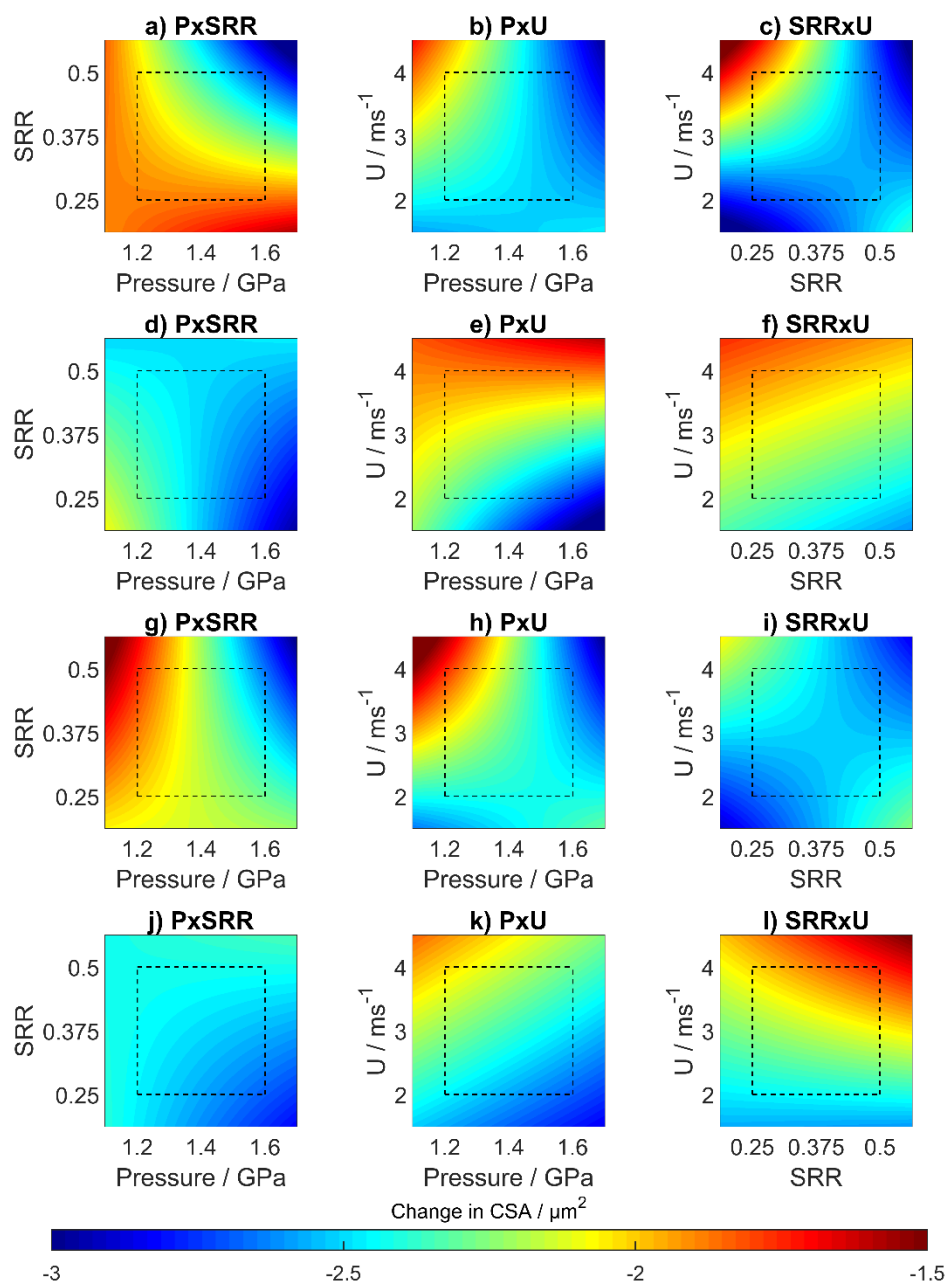 a) PxSRR
b) PxU
c) SRRxU
SRR
0.5
0.375
0.25
1.2 1.4 1.6
Pressure / GPa
U / ms⁻¹
4
3
2
1.2 1.4 1.6
Pressure / GPa
U / ms⁻¹
4
3
2
0.25 0.375 0.5
SRR
d) PxSRR
e) PxU
f) SRRxU
SRR
0.5
0.375
0.25
1.2 1.4 1.6
Pressure / GPa
U / ms⁻¹
4
3
2
1.2 1.4 1.6
Pressure / GPa
U / ms⁻¹
4
3
2
0.25 0.375 0.5
SRR
g) PxSRR
h) PxU
i) SRRxU
SRR
0.5
0.375
0.25
1.2 1.4 1.6
Pressure / GPa
U / ms⁻¹
4
3
2
1.2 1.4 1.6
Pressure / GPa
U / ms⁻¹
4
3
2
0.25 0.375 0.5
SRR
j) PxSRR
k) PxU
l) SRRxU
SRR
0.5
0.375
0.25
1.2 1.4 1.6
Pressure / GPa
U / ms⁻¹
4
3
2
1.2 1.4 1.6
Pressure / GPa
U / ms⁻¹
4
3
2
0.25 0.375 0.5
SRR
Change in CSA / μm²
-3 -2.5 -2 -1.5